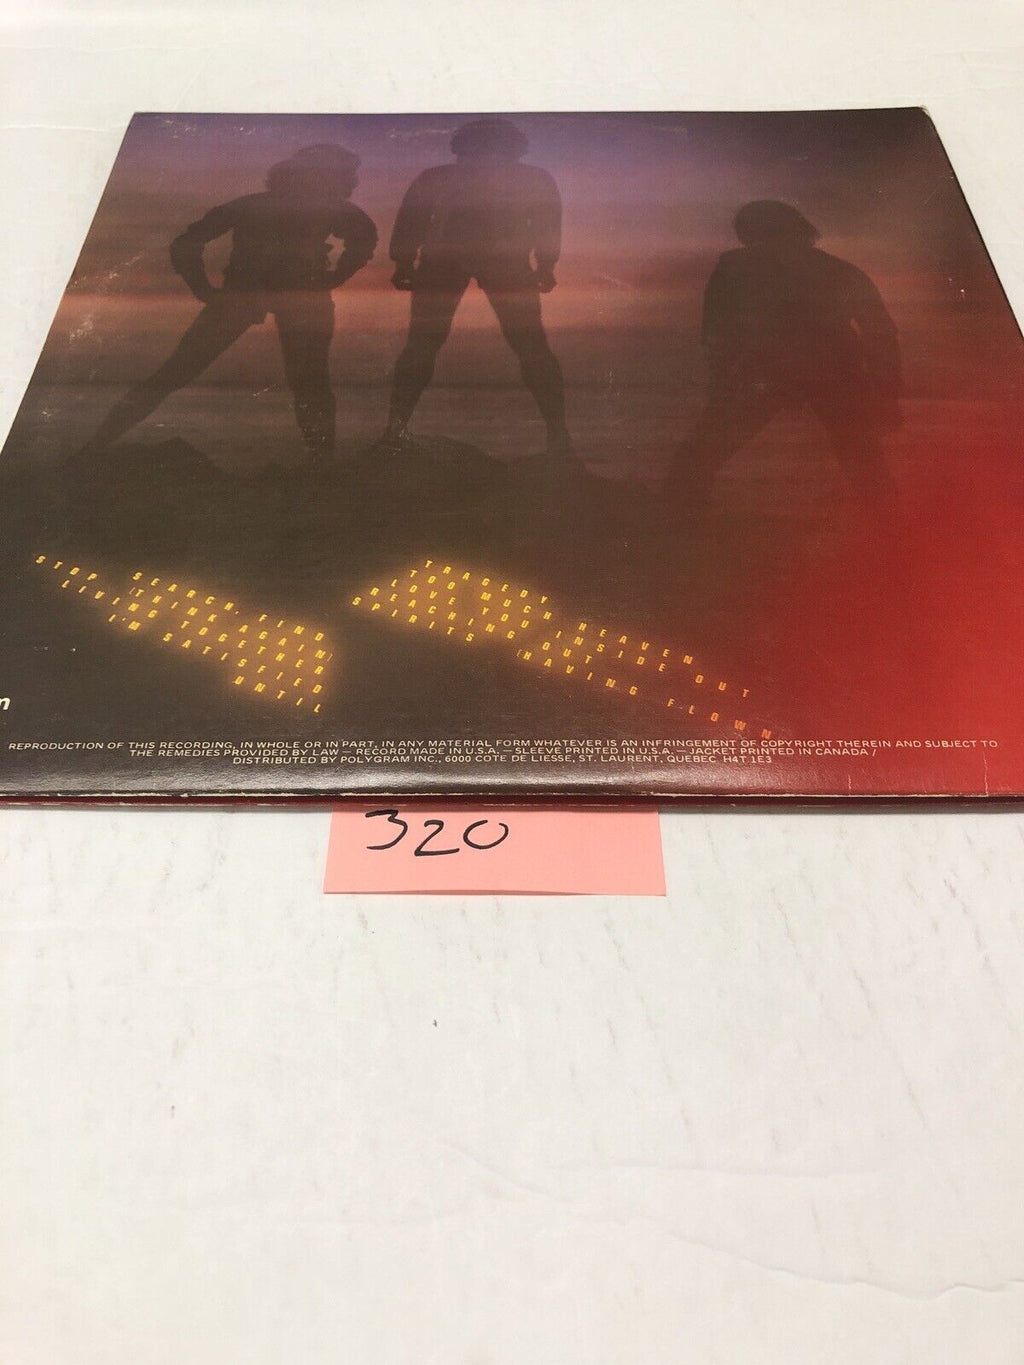 TRAGEDY
TOO MUCH HEAVEN
LOVE YOU INSIDE OUT
REACHING OUT
SPIRITS (HAVING FLOWN
STOP
SEARCH, FIND
(THINK AGAIN)
LIVING TOGETHER
I'M SATISFIED
UNTIL
n
REPRODUCTION OF THIS RECORDING, IN WHOLE OR IN PART, IN ANY MATERIAL FORM WHATEVER IS AN INFRINGEMENT OF COPYRIGHT THEREIN AND SUBJECT TO
THE REMEDIES PROVIDED BY LAW — RECORD MADE IN U.S.A. — SLEEVE PRINTED IN U.S.A. — JACKET PRINTED IN CANADA /
DISTRIBUTED BY POLYGRAM INC., 6000 COTE DE LIESSE, ST. LAURENT, QUEBEC H4T 1E3
320